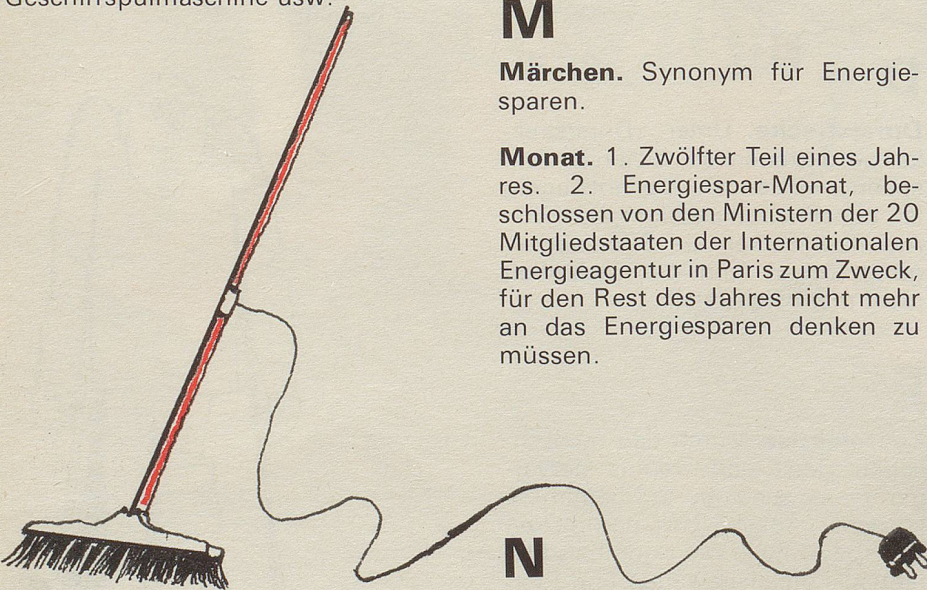 Geschirrspülmaschine usw.
M
Märchen. Synonym für Energie-
sparen.
Monat. 1. Zwölfter Teil eines Jah-
res. 2. Energiespar-Monat, be-
schlossen von den Ministern der 20
Mitgliedstaaten der Internationalen
Energieagentur in Paris zum Zweck,
für den Rest des Jahres nicht mehr
an das Energiesparen denken zu
müssen.
N